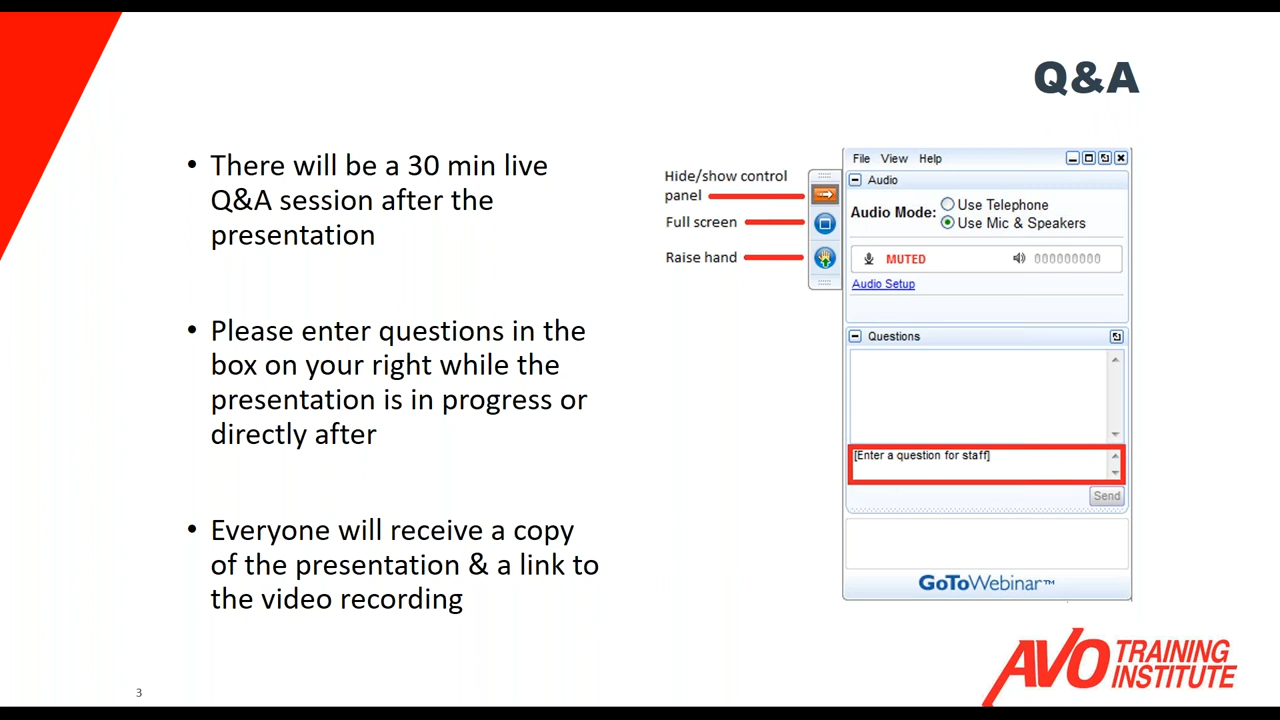 Q&A
• There will be a 30 min live
Q&A session after the
presentation
• Please enter questions in the
box on your right while the
presentation is in progress or
directly after
• Everyone will receive a copy
of the presentation & a link to
the video recording
Hide/show control
panel
Full screen
Raise hand
File View Help
Audio
Audio Mode:
Use Telephone
Use Mic & Speakers
MUTED
000000000
Audio Setup
Questions
[Enter a question for staff]
Send
GoToWebinar™
AVO TRAINING
INSTITUTE
3